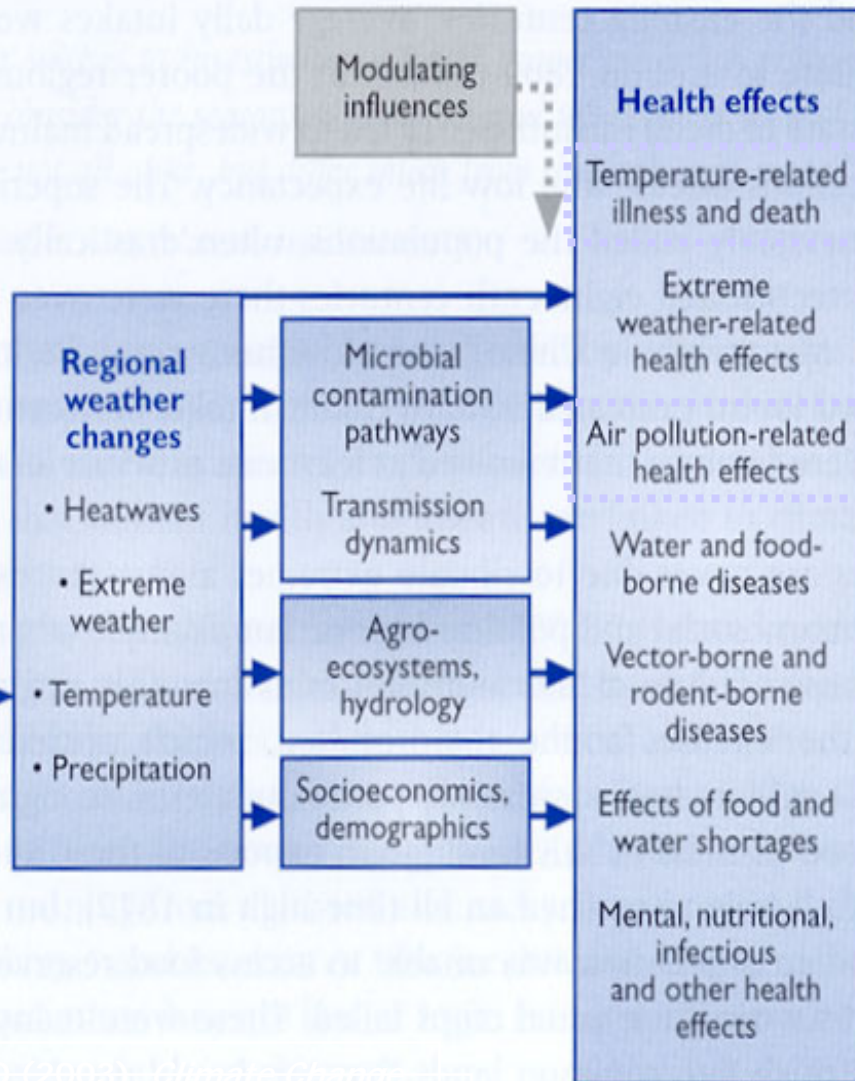 Modulating
influences
Regional
weather
changes
• Heatwaves
• Extreme
weather
• Temperature
• Precipitation
Microbial
contamination
pathways
Transmission
dynamics
Agro-
ecosystems,
hydrology
Socioeconomics,
demographics
Health effects
Temperature-related
illness and death
Extreme
weather-related
health effects
Air pollution-related
health effects
Water and food-
borne diseases
Vector-borne and
rodent-borne
diseases
Effects of food and
water shortages
Mental, nutritional,
infectious
and other health
effects